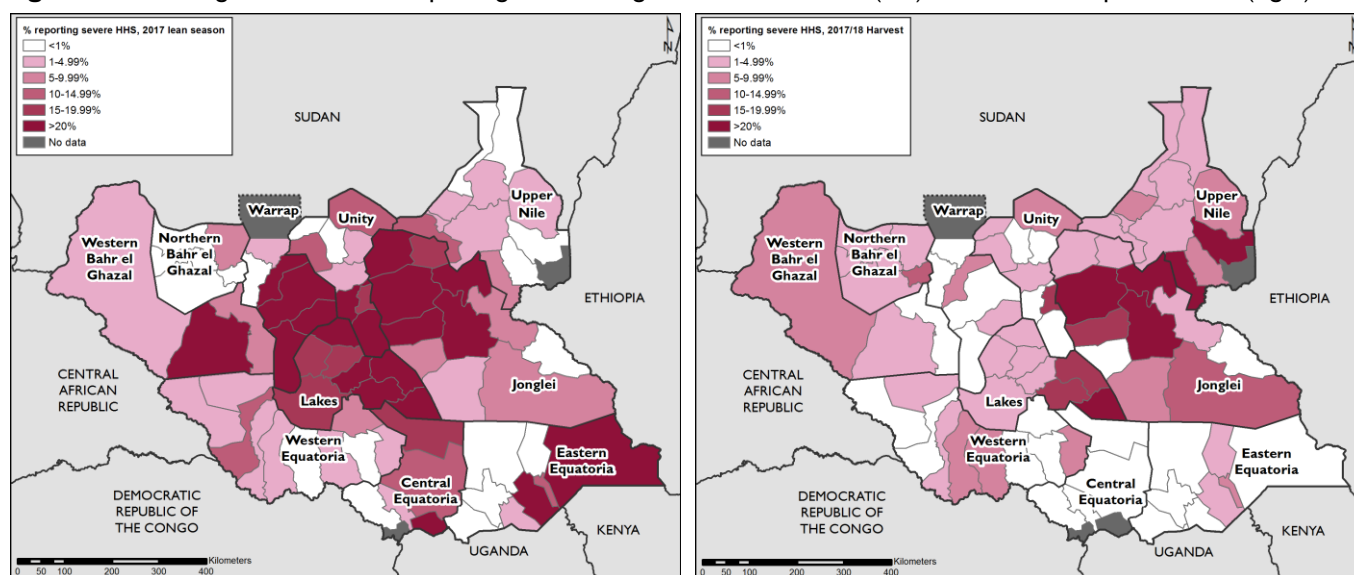 % reporting severe HHS, 2017 lean season
<1%
1-4.99%
5-9.99%
10-14.99%
15-19.99%
>20%
No data
N
SUDAN
Upper
Nile
Warrap
Unity
Western
Bahr el
Ghazal
Northern
Bahr el
Ghazal
ETHIOPIA
CENTRAL
AFRICAN
REPUBLIC
Jonglei
Lakes
Western
Equatoria
Eastern
Equatoria
Central
Equatoria
DEMOCRATIC
REPUBLIC OF
THE CONGO
KENYA
UGANDA
Kilometers
0 50 100 200 300 400
% reporting severe HHS, 2017/18 Harvest
<1%
1-4.99%
5-9.99%
10-14.99%
15-19.99%
>20%
No data
N
SUDAN
Upper
Nile
Warrap
Unity
Western
Bahr el
Ghazal
Northern
Bahr el
Ghazal
ETHIOPIA
CENTRAL
AFRICAN
REPUBLIC
Jonglei
Lakes
Western
Equatoria
Eastern
Equatoria
Central
Equatoria
DEMOCRATIC
REPUBLIC OF
THE CONGO
KENYA
UGANDA
Kilometers
0 50 100 200 300 400